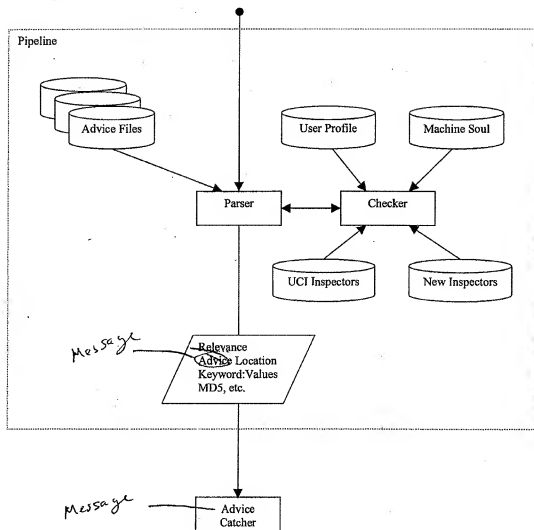 Pipeline
Advice Files
User Profile
Machine Soul
Parser
Checker
UCI Inspectors
New Inspectors
Message
Relevance
Advice Location
Keyword:Values
MD5, etc.
Message
Advice
Catcher